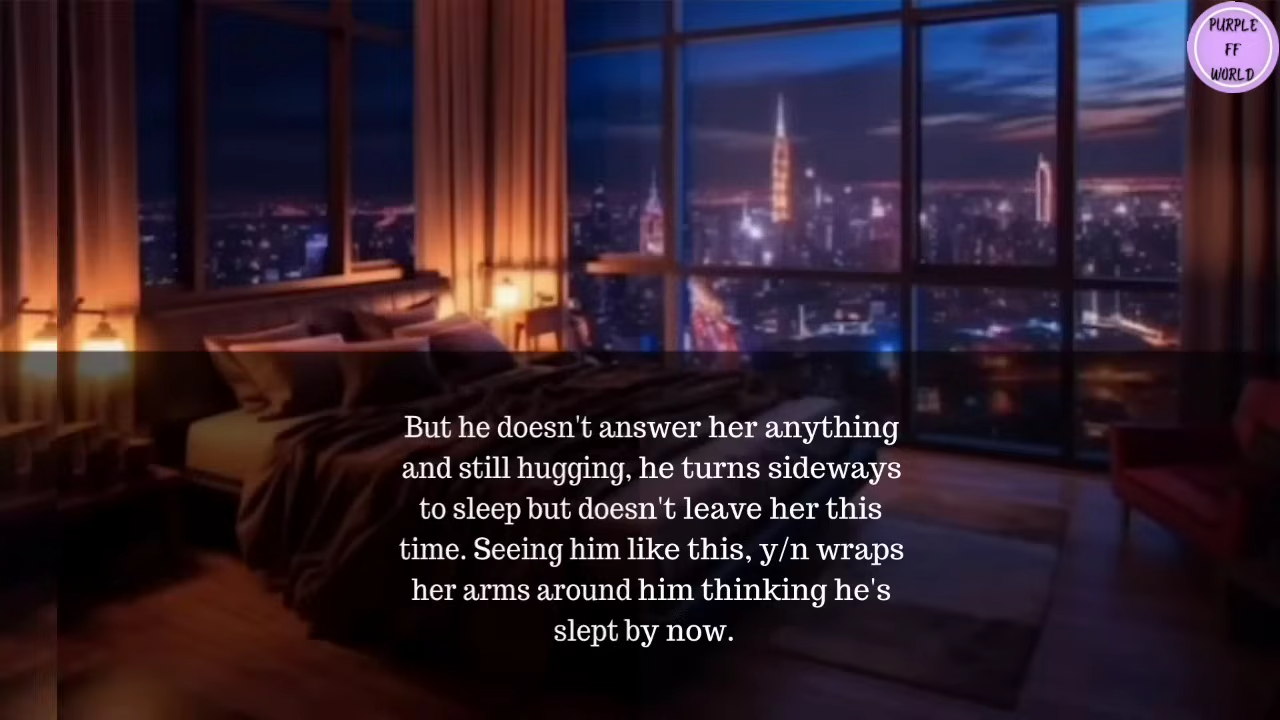 PURPLE
FF
WORLD
But he doesn't answer her anything
and still hugging, he turns sideways
to sleep but doesn't leave her this
time. Seeing him like this, y/n wraps
her arms around him thinking he's
slept by now.